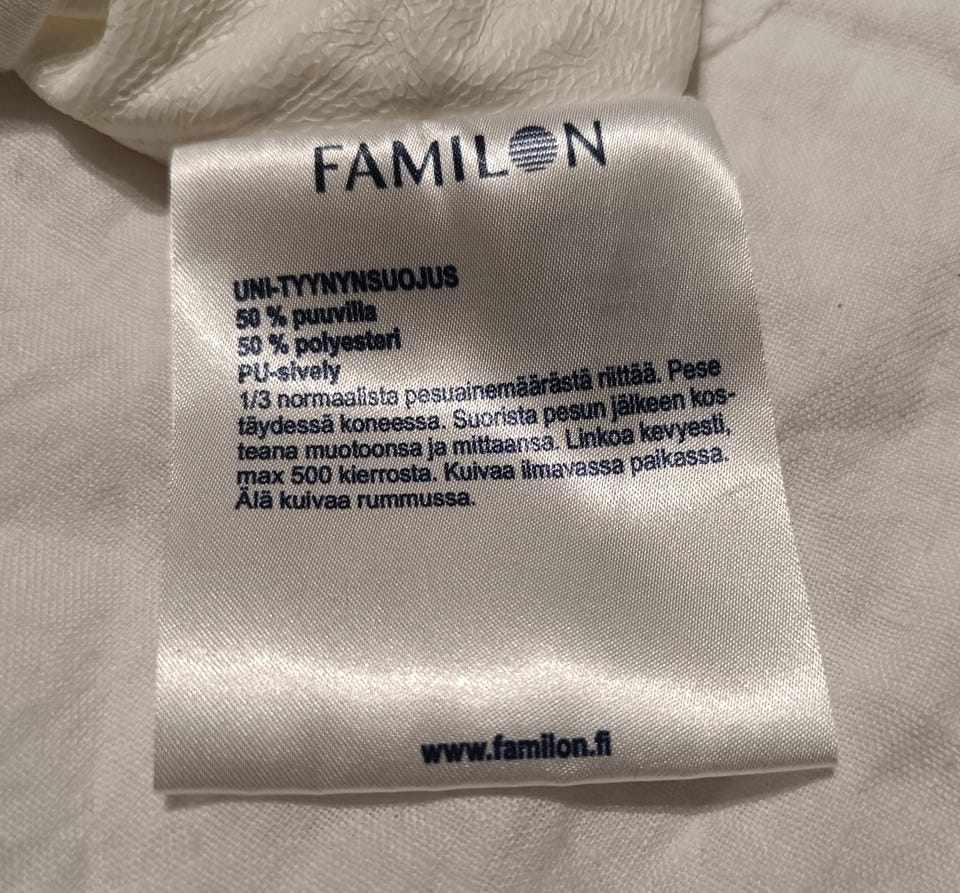 FAMILON
UNI-TYYNYNSUOJUS
50 % puuvilla
50 % polyesteri
PU-sively
1/3 normaalista pesuainemäärästä riittää. Pese
täydessä koneessa. Suorista pesun jälkeen kos-
teana muotoonsa ja mittaansa. Linkoa kevyesti,
max 500 kierrosta. Kuivaa ilmavassa paikassa.
Älä kuivaa rummussa.
www.familon.fi